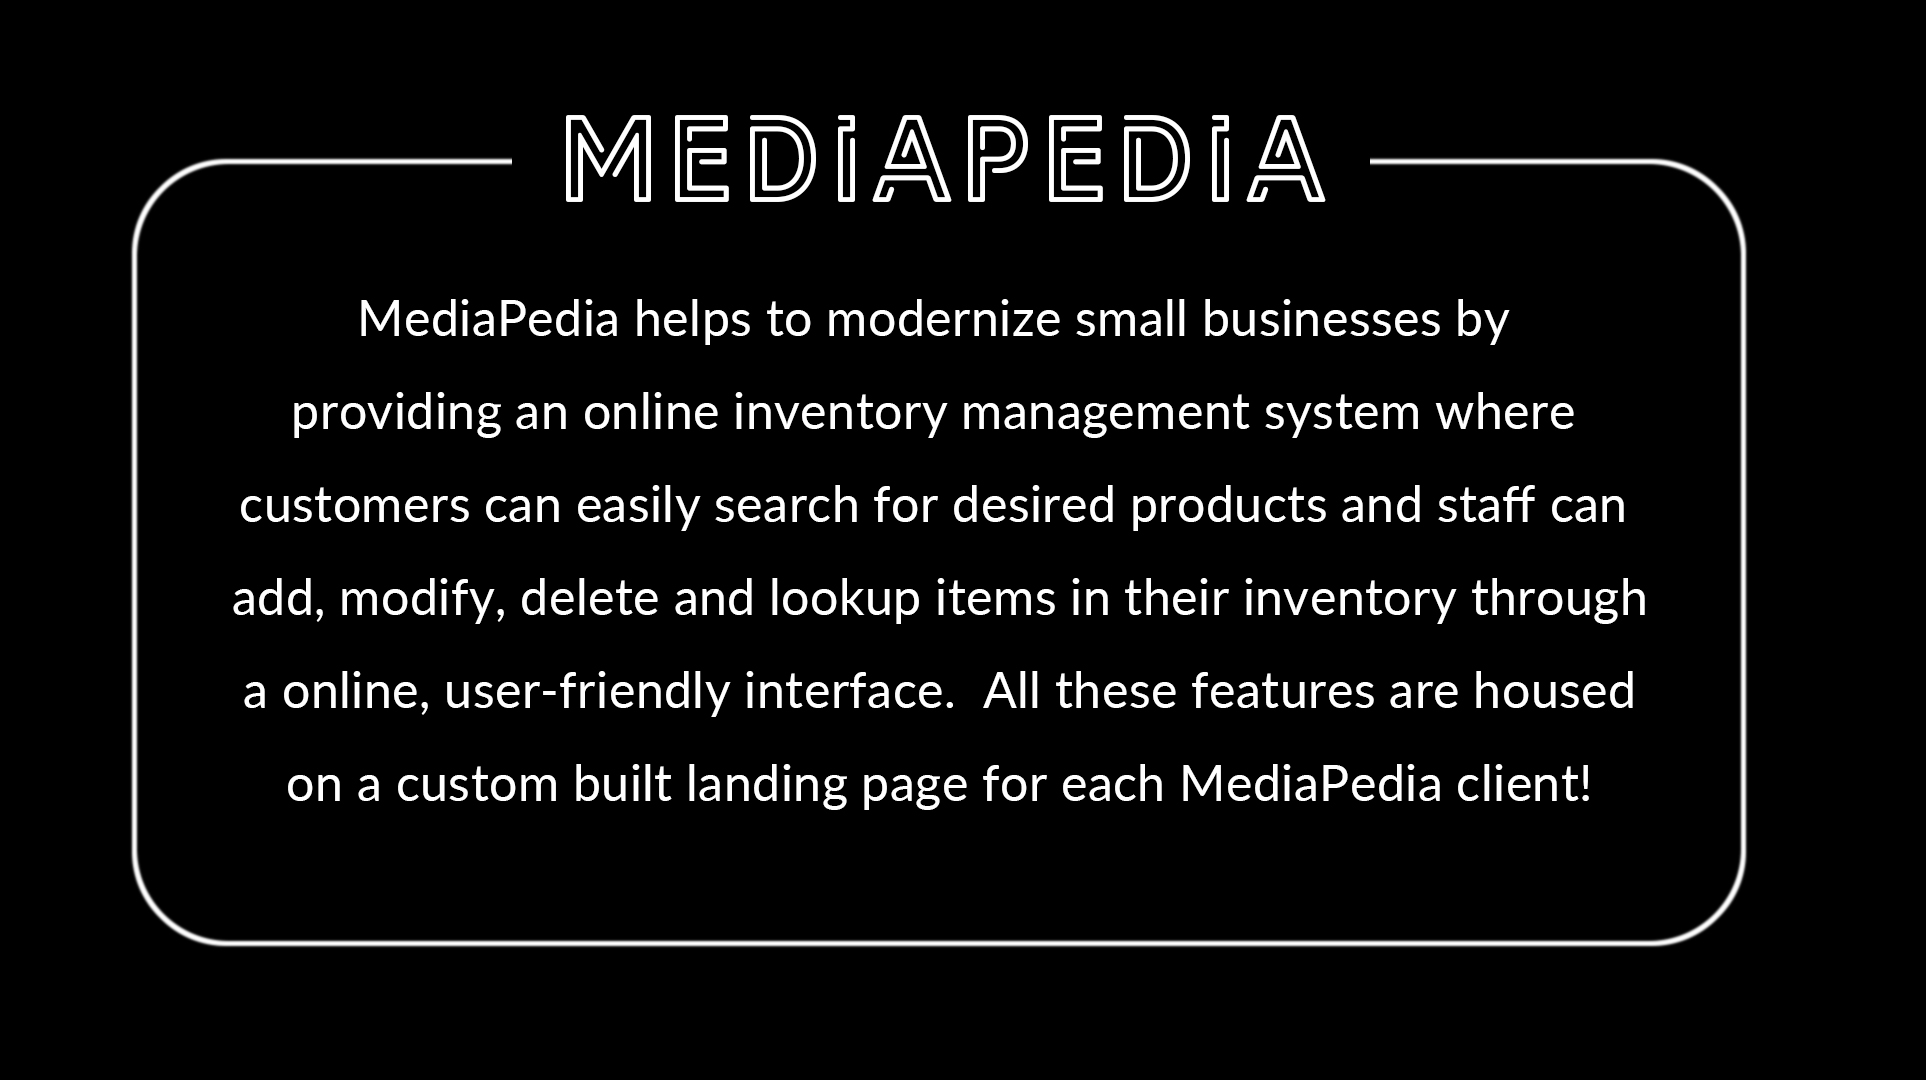 MEDIAPEDIA
MediaPedia helps to modernize small businesses by
providing an online inventory management system where
customers can easily search for desired products and staff can
add, modify, delete and lookup items in their inventory through
a online, user-friendly interface.  All these features are housed
on a custom built landing page for each MediaPedia client!